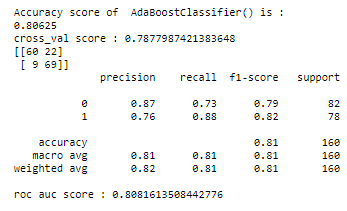 Accuracy score of  AdaBoostClassifier() is :
0.80625
cross_val score : 0.7877987421383648
[[60 22]
 [ 9 69]]
              precision    recall  f1-score   support

           0       0.87      0.73      0.79        82
           1       0.76      0.88      0.82        78

    accuracy                           0.81       160
   macro avg       0.81      0.81      0.81       160
weighted avg       0.82      0.81      0.81       160

roc auc score : 0.8081613508442776